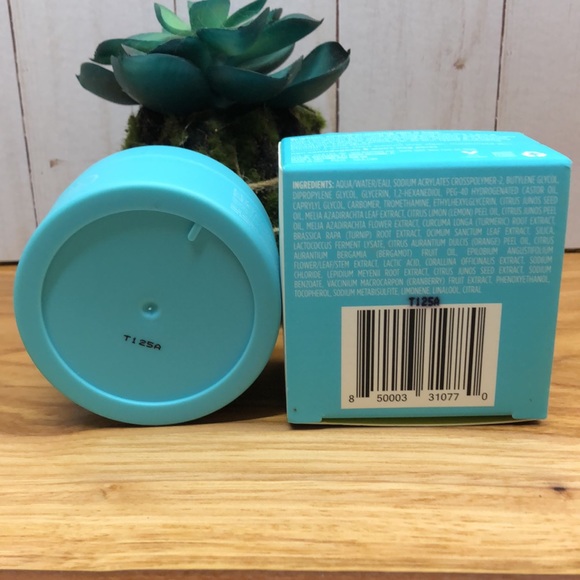 INGREDIENTS: AQUA/WATER/EAU, SODIUM ACRYLATES CROSSPOLYMER-2, BUTYLENE GLYCOL,
DIPROPYLENE GLYCOL, GLYCERIN, 1,2-HEXANEDIOL, PEG-40 HYDROGENATED CASTOR OIL,
CAPRYLYL GLYCOL, CARBOMER, TROMETHAMINE, ETHYLHEXYLGLYCERIN, CITRUS JUNOS SEED
OIL, MELIA AZADIRACHTA LEAF EXTRACT, CITRUS LIMON (LEMON) PEEL OIL, CITRUS JUNOS PEEL
OIL, MELIA AZADIRACHTA FLOWER EXTRACT, CURCUMA LONGA (TURMERIC) ROOT EXTRACT,
BRASSICA RAPA (TURNIP) ROOT EXTRACT, OCIMUM SANCTUM LEAF EXTRACT, SILICA,
LACTOCOCCUS FERMENT LYSATE, CITRUS AURANTIUM DULCIS (ORANGE) PEEL OIL, CITRUS
AURANTIUM BERGAMIA (BERGAMOT) FRUIT OIL, EPILOBIUM ANGUSTIFOLIUM
FLOWER/LEAF/STEM EXTRACT, LACTIC ACID, CORALLINA OFFICINALIS EXTRACT, SODIUM
CHLORIDE, LEPIDIUM MEYENII ROOT EXTRACT, CITRUS JUNOS SEED EXTRACT, SODIUM
BENZOATE, VACCINIUM MACROCARPON (CRANBERRY) FRUIT EXTRACT, PHENOXYETHANOL,
TOCOPHEROL, SODIUM METABISULFITE, LIMONENE, LINALOOL, CITRAL
T125A
8 50003 31077 0
T125A